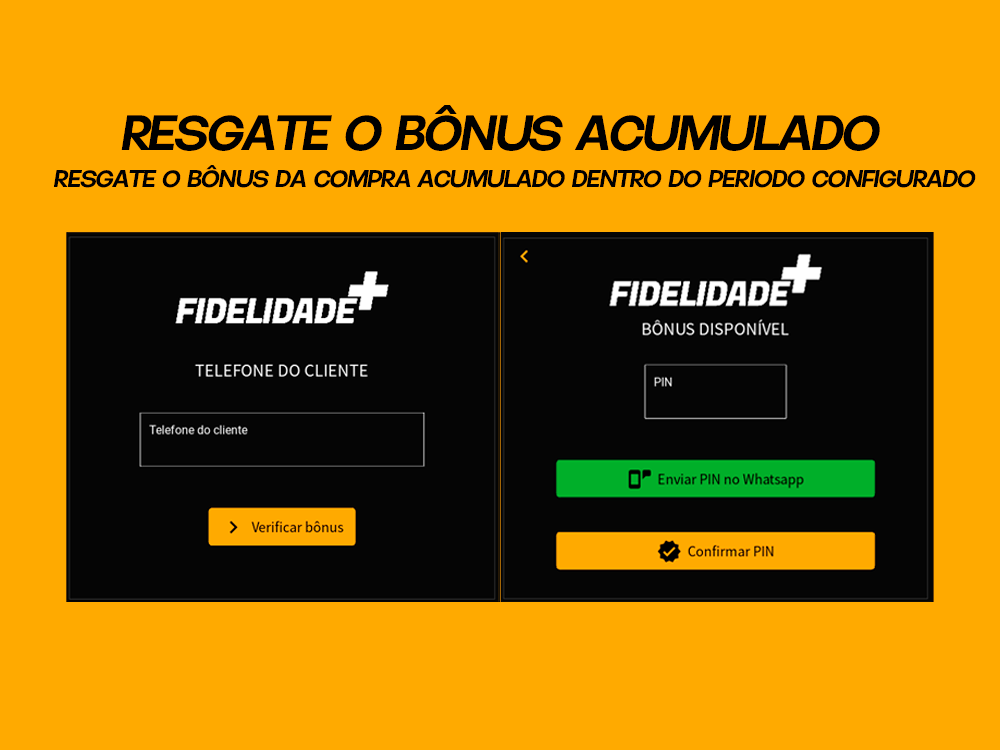 RESGATE O BÔNUS ACUMULADO
RESGATE O BÔNUS DA COMPRA ACUMULADO DENTRO DO PERIODO CONFIGURADO
FIDELIDADE+
TELEFONE DO CLIENTE
Telefone do cliente
Verificar bônus
FIDELIDADE+
BÔNUS DISPONÍVEL
PIN
Enviar PIN no Whatsapp
Confirmar PIN